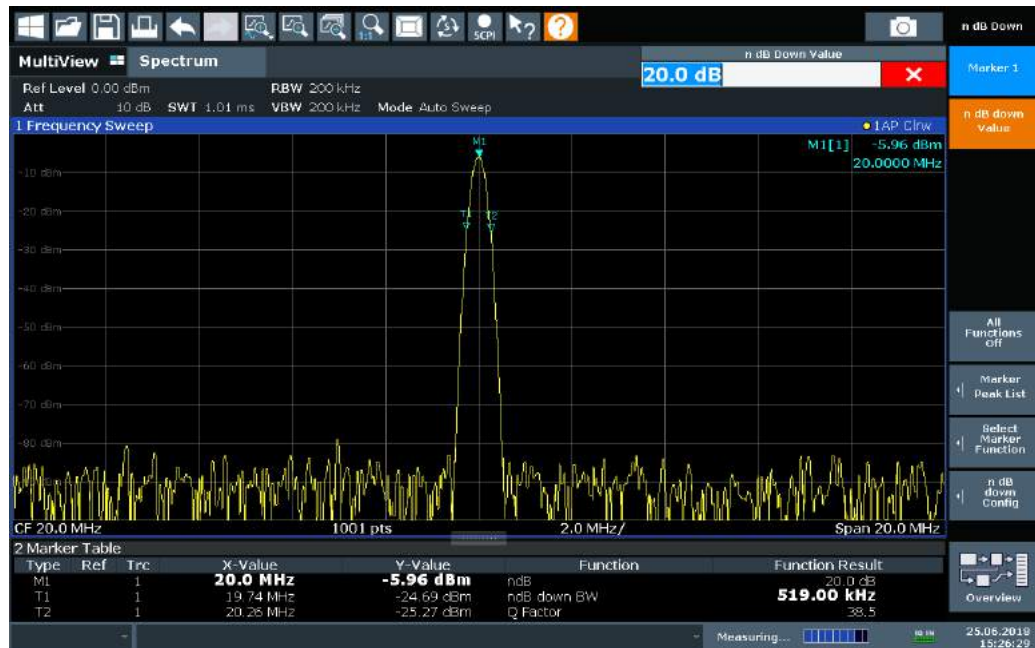 1:1
SCPI
?
?
n dB Down
MultiView Spectrum
n dB Down Value
20.0 dB
Marker 1
Ref Level 0.00 dBm RBW 200 kHz
Att 10 dB SWT 1.01 ms VBW 200 kHz Mode Auto Sweep
n dB down
Value
1 Frequency Sweep
1AP Clrw
M1
M1[1] -5.96 dBm
20.0000 MHz
-10 dBm
-20 dBm
T1
T2
-30 dBm
-40 dBm
-50 dBm
-60 dBm
-70 dBm
-80 dBm
All
Functions
Off
Marker
Peak List
Select
Marker
Function
n dB
down
Config
CF 20.0 MHz 1001 pts 2.0 MHz/ Span 20.0 MHz
2 Marker Table
Type Ref Trc X-Value Y-Value Function Function Result
M1 1 20.0 MHz -5.96 dBm ndB 20.0 dB
T1 1 19.74 MHz -24.69 dBm ndB down BW 519.00 kHz
T2 1 20.26 MHz -25.27 dBm Q Factor 38.5
Overview
Measuring...
25.06.2018
15:26:29